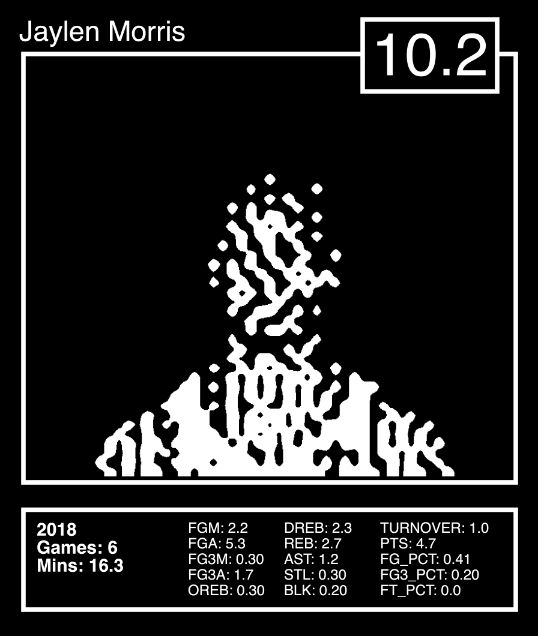 Jaylen Morris
10.2
2018
Games: 6
Mins: 16.3
FGM: 2.2
FGA: 5.3
FG3M: 0.30
FG3A: 1.7
OREB: 0.30
DREB: 2.3
REB: 2.7
AST: 1.2
STL: 0.30
BLK: 0.20
TURNOVER: 1.0
PTS: 4.7
FG_PCT: 0.41
FG3_PCT: 0.20
FT_PCT: 0.0